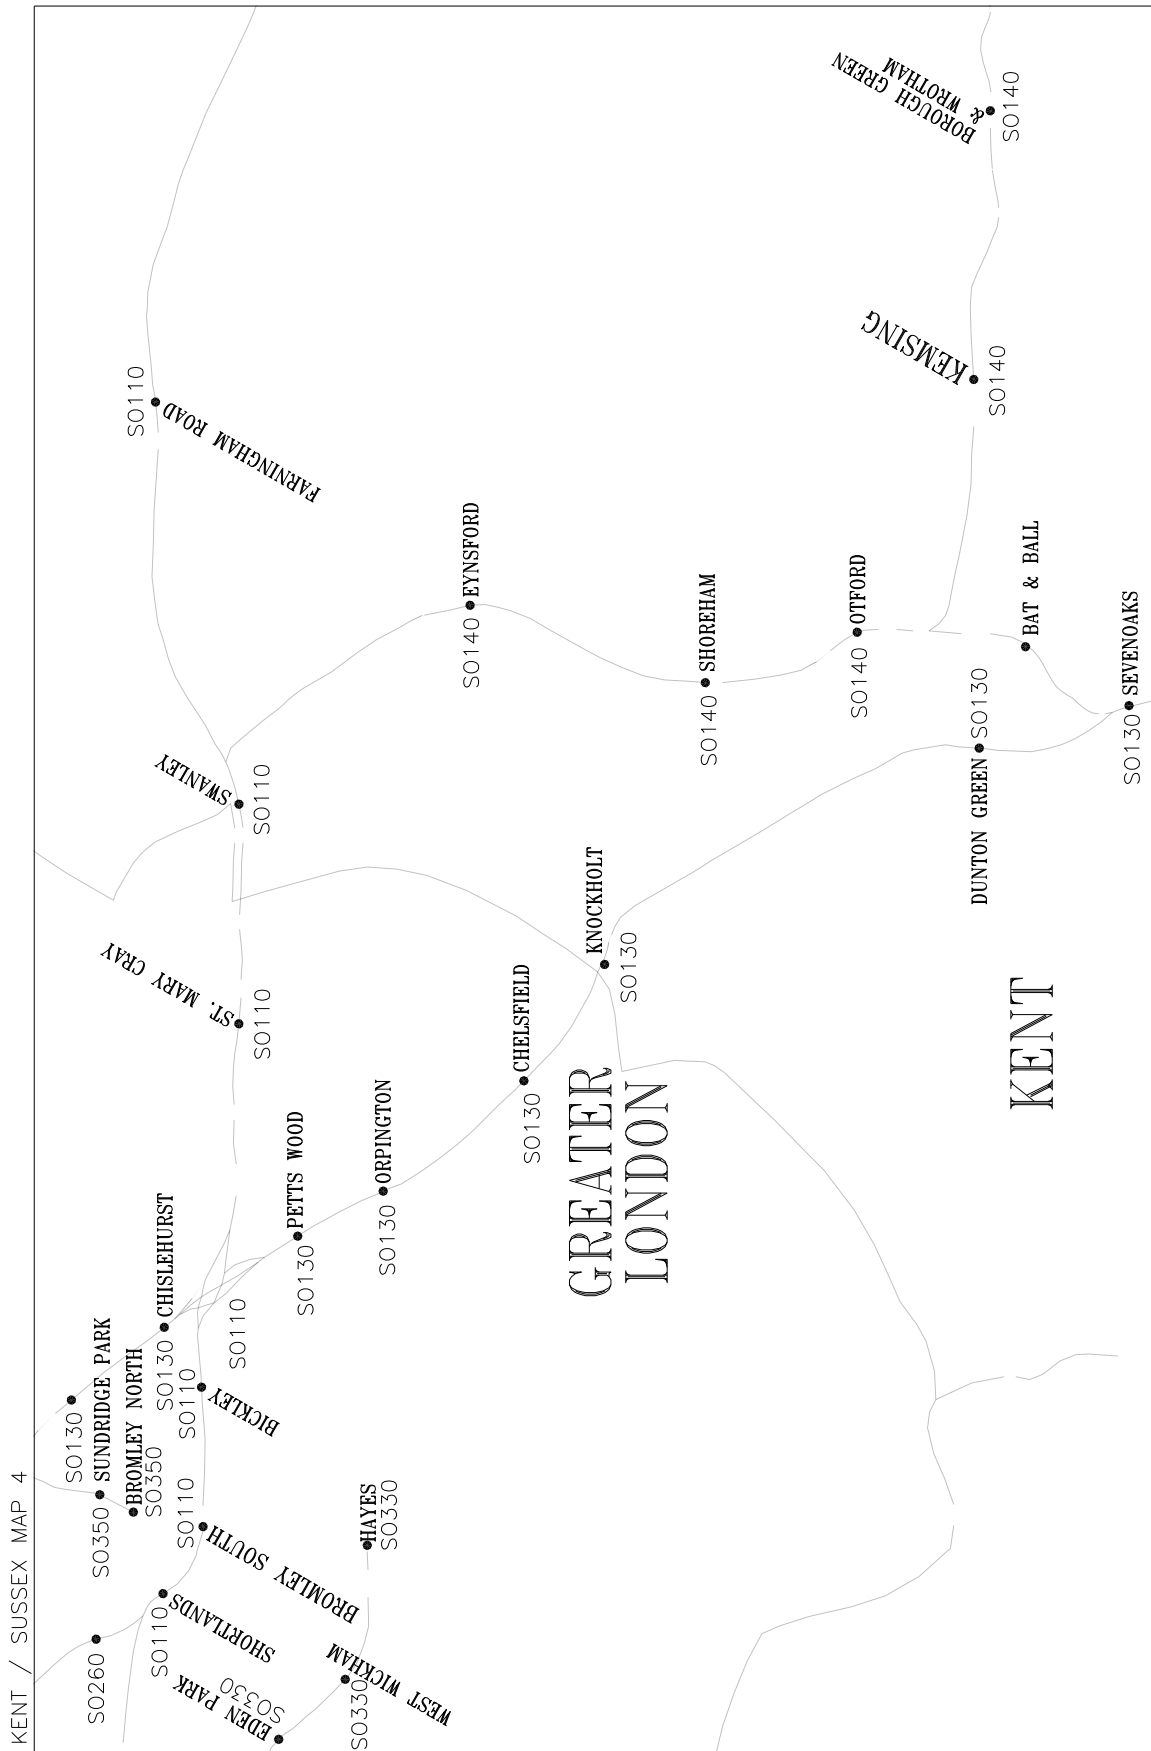 KENT / SUSSEX MAP 4
SO130
SUNDRIDGE PARK
SO350
BROMLEY NORTH
SO350
CHISLEHURST
SO130
SO110
BICKLEY
SO110
SO110
BROMLEY SOUTH
SHORTLANDS
SO110
SO260
EDEN PARK
SO330
WEST WICKHAM
SO330
HAYES
SO330
PETTS WOOD
SO130
ORPINGTON
SO130
CHELSFIELD
SO130
KNOCKHOLT
SO130
ST. MARY CRAY
SO110
SWANLEY
SO110
SO110
FARNINGHAM ROAD
EYNSFORD
SO140
SHOREHAM
SO140
OTFORD
SO140
DUNTON GREEN
SO130
BAT & BALL
SEVENOAKS
SO130
KEMSING
SO140
BOROUGH GREEN
& WROTHAM
SO140
GREATER
LONDON
KENT